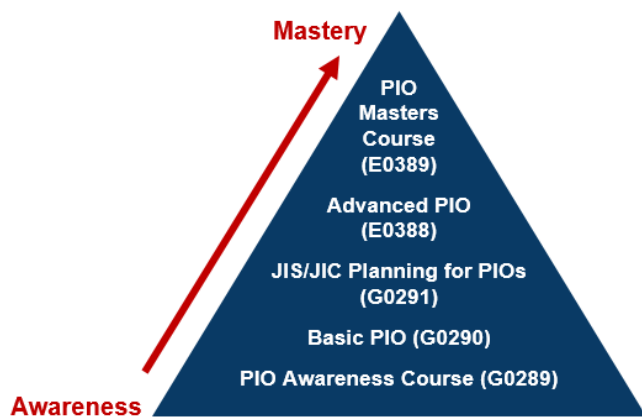 Mastery
PIO
Masters
Course
(E0389)
Advanced PIO
(E0388)
JIS/JIC Planning for PIOs
(G0291)
Basic PIO (G0290)
PIO Awareness Course (G0289)
Awareness